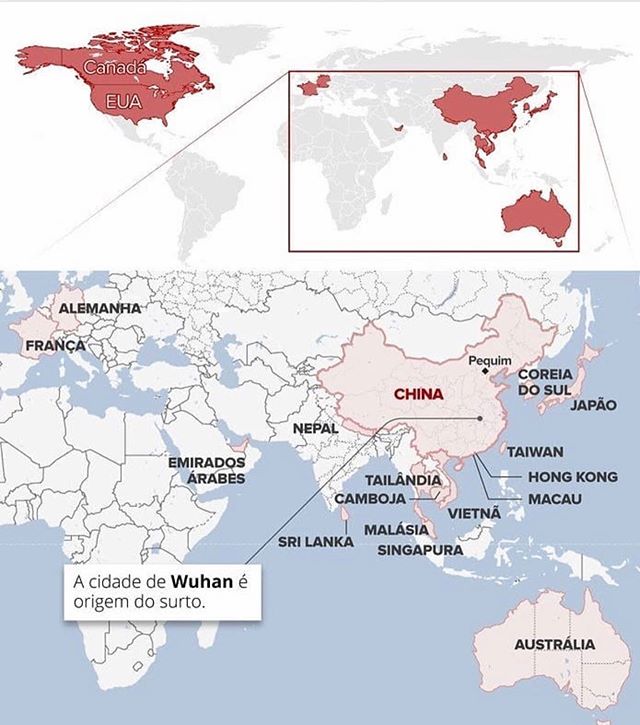 Canadá
EUA
ALEMANHA
FRANÇA
Pequim
CHINA
COREIA
DO SUL
JAPÃO
NEPAL
TAIWAN
EMIRADOS
ÁRABES
TAILÂNDIA
HONG KONG
CAMBOJA
MACAU
VIETNÃ
SRI LANKA
MALÁSIA
SINGAPURA
A cidade de Wuhan é
origem do surto.
AUSTRÁLIA